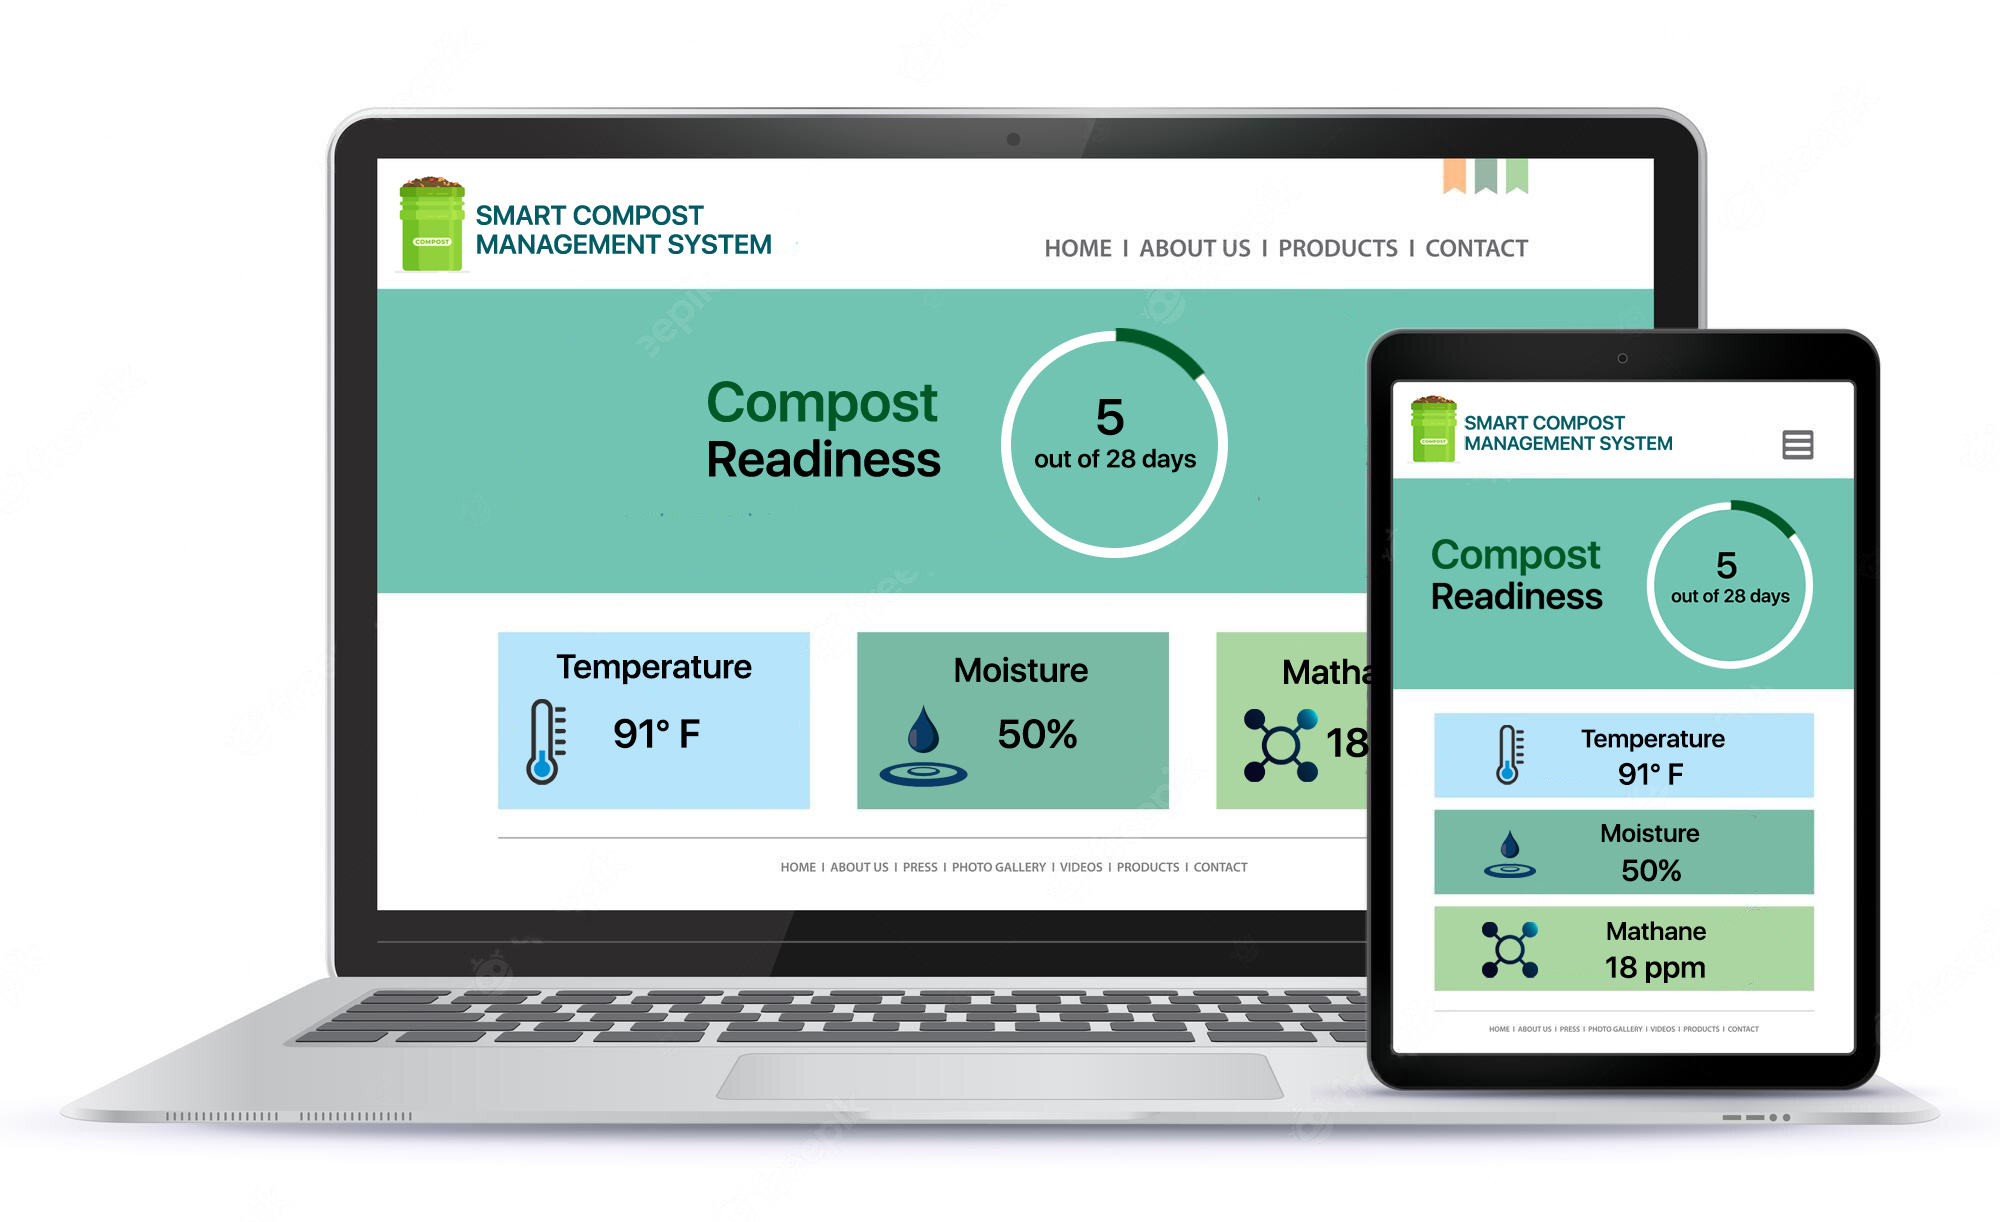 COMPOST
SMART COMPOST
MANAGEMENT SYSTEM
HOME I ABOUT US I PRODUCTS I CONTACT
Compost
Readiness
5
out of 28 days
Temperature
91° F
Moisture
50%
Matha
18
HOME I ABOUT US I PRESS I PHOTO GALLERY I VIDEOS I PRODUCTS I CONTACT
COMPOST
SMART COMPOST
MANAGEMENT SYSTEM
Compost
Readiness
5
out of 28 days
Temperature
91° F
Moisture
50%
Mathane
18 ppm
HOME I ABOUT US I PRESS I PHOTO GALLERY I VIDEOS I PRODUCTS I CONTACT